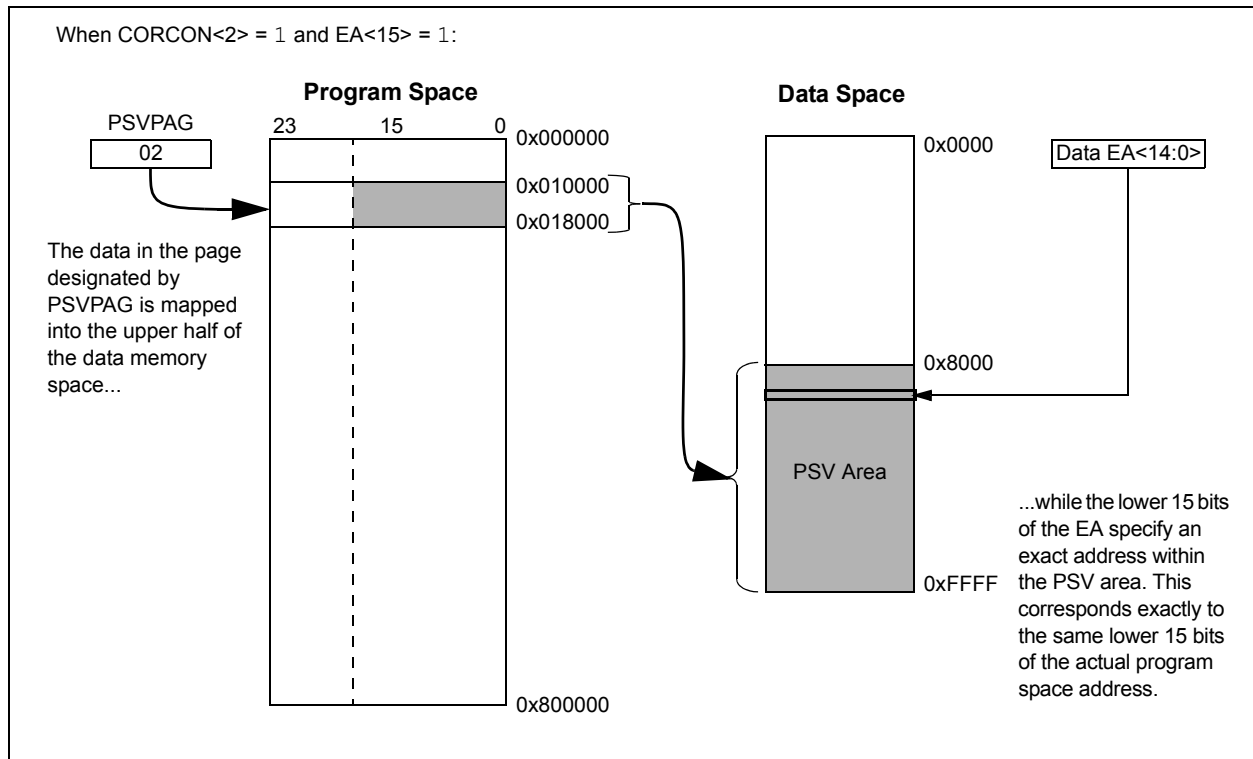 When CORCON<2> = 1 and EA<15> = 1:
Program Space
Data Space
PSVPAG
02
23 15 0
0x000000
0x010000
0x018000
0x800000
The data in the page
designated by
PSVPAG is mapped
into the upper half of
the data memory
space...
0x0000
0x8000
0xFFFF
PSV Area
Data EA<14:0>
...while the lower 15 bits
of the EA specify an
exact address within
the PSV area. This
corresponds exactly to
the same lower 15 bits
of the actual program
space address.